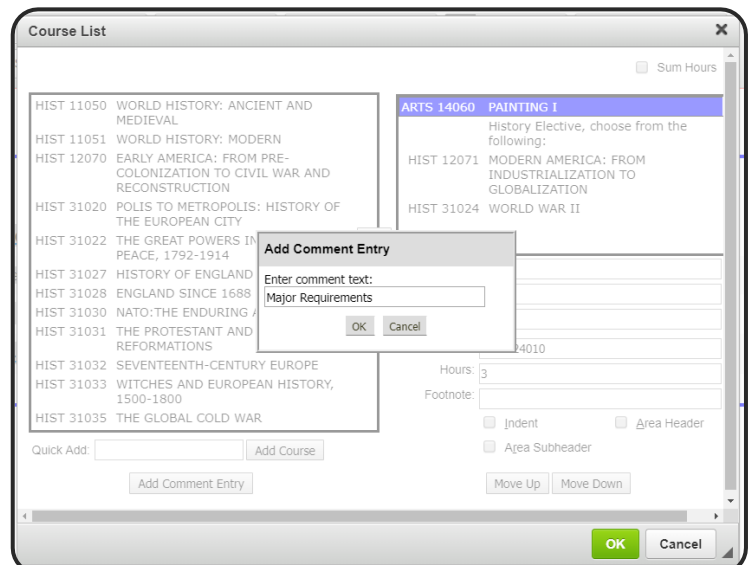 Course List
Sum Hours
HIST 11050 WORLD HISTORY: ANCIENT AND
MEDIEVAL
HIST 11051 WORLD HISTORY: MODERN
HIST 12070 EARLY AMERICA: FROM PRE-
COLONIZATION TO CIVIL WAR AND
RECONSTRUCTION
HIST 31020 POLIS TO METROPOLIS: HISTORY OF
THE EUROPEAN CITY
HIST 31022 THE GREAT POWERS IN
PEACE, 1792-1914
HIST 31027 HISTORY OF ENGLAND
HIST 31028 ENGLAND SINCE 1688
HIST 31030 NATO:THE ENDURING
HIST 31031 THE PROTESTANT AND
REFORMATIONS
HIST 31032 SEVENTEENTH-CENTURY EUROPE
HIST 31033 WITCHES AND EUROPEAN HISTORY,
1500-1800
HIST 31035 THE GLOBAL COLD WAR
ARTS 14060 PAINTING I
History Elective, choose from the
following:
HIST 12071 MODERN AMERICA: FROM
INDUSTRIALIZATION TO
GLOBALIZATION
HIST 31024 WORLD WAR II
Add Comment Entry
Enter comment text:
Major Requirements
OK Cancel
24010
Hours: 3
Footnote:
Indent Area Header
Area Subheader
Quick Add: Add Course
Add Comment Entry
Move Up Move Down
OK Cancel